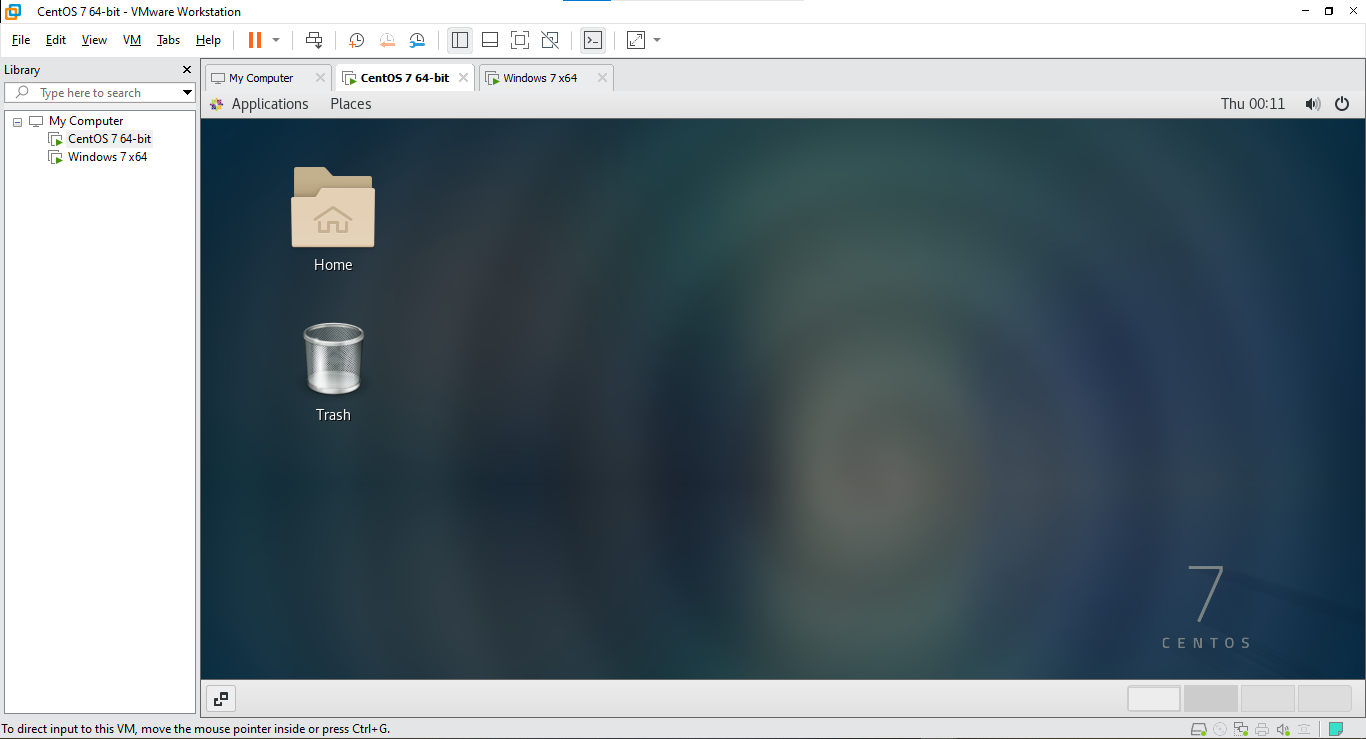 CentOS 7 64-bit - VMware Workstation
File Edit View VM Tabs Help
Library
Type here to search
My Computer
CentOS 7 64-bit
Windows 7 x64
My Computer CentOS 7 64-bit Windows 7 x64
Applications Places Thu 00:11
Home
Trash
7
CENTOS
To direct input to this VM, move the mouse pointer inside or press Ctrl+G.